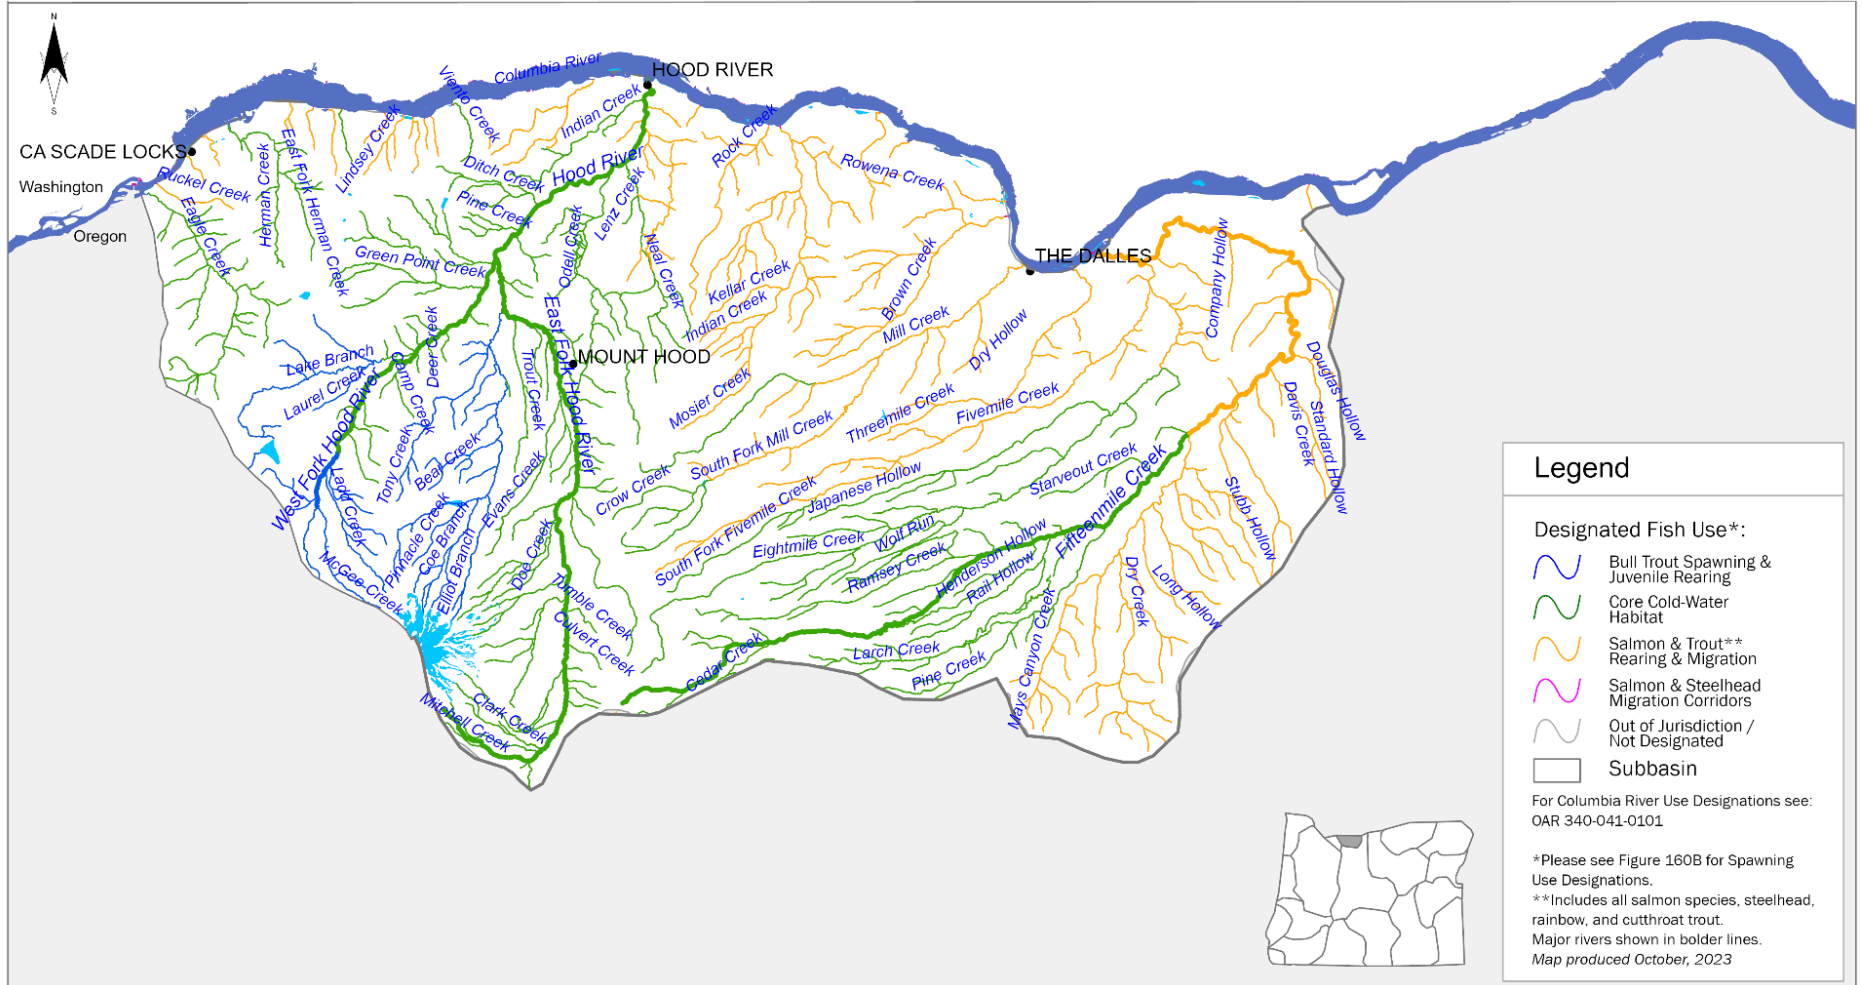 N
S
Columbia River
HOOD RIVER
Viento Creek
Indian Creek
CA SCADE LOCKS
East Fork Herman Creek
Lindsey Creek
Herman Creek
Rock Creek
Washington
Ruckel Creek
Ditch Creek
Hood River
Rowena Creek
Oregon
Eagle Creek
Pine Creek
Lenz Creek
Odell Creek
Neal Creek
THE DALLES
Green Point Creek
Kellar Creek
Indian Creek
Brown Creek
Company Hollow
Mill Creek
Dry Hollow
Lake Branch
Laurel Creek
Deer Creek
Camp Creek
Trout Creek
East Fork Hood River
MOUNT HOOD
Mosier Creek
Threemile Creek
Fivemile Creek
Douglas Hollow
Davis Creek
Standard Hollow
West Fork Hood River
Ladd Creek
Tony Creek
Bear Creek
Evans Creek
Crow Creek
South Fork Mill Creek
Japanese Hollow
Starveout Creek
Stubb Hollow
McGee Creek
Pinnacle Creek
Coe Branch
Elliot Branch
Doe Creek
South Fork Fivemile Creek
Eightmile Creek
Wolf Run
Ramsey Creek
Henderson Hollow
Rail Hollow
Fifteenmile Creek
Tumble Creek
Culvert Creek
Dry Creek
Long Hollow
Cedar Creek
Larch Creek
Pine Creek
Mays Canyon Creek
Clark Creek
Mitchell Creek
Legend
Designated Fish Use*:
Bull Trout Spawning &
Juvenile Rearing
Core Cold-Water
Habitat
Salmon & Trout**
Rearing & Migration
Salmon & Steelhead
Migration Corridors
Out of Jurisdiction /
Not Designated
Subbasin
For Columbia River Use Designations see:
OAR 340-041-0101
*Please see Figure 160B for Spawning
Use Designations.
**Includes all salmon species, steelhead,
rainbow, and cutthroat trout.
Major rivers shown in bolder lines.
Map produced October, 2023